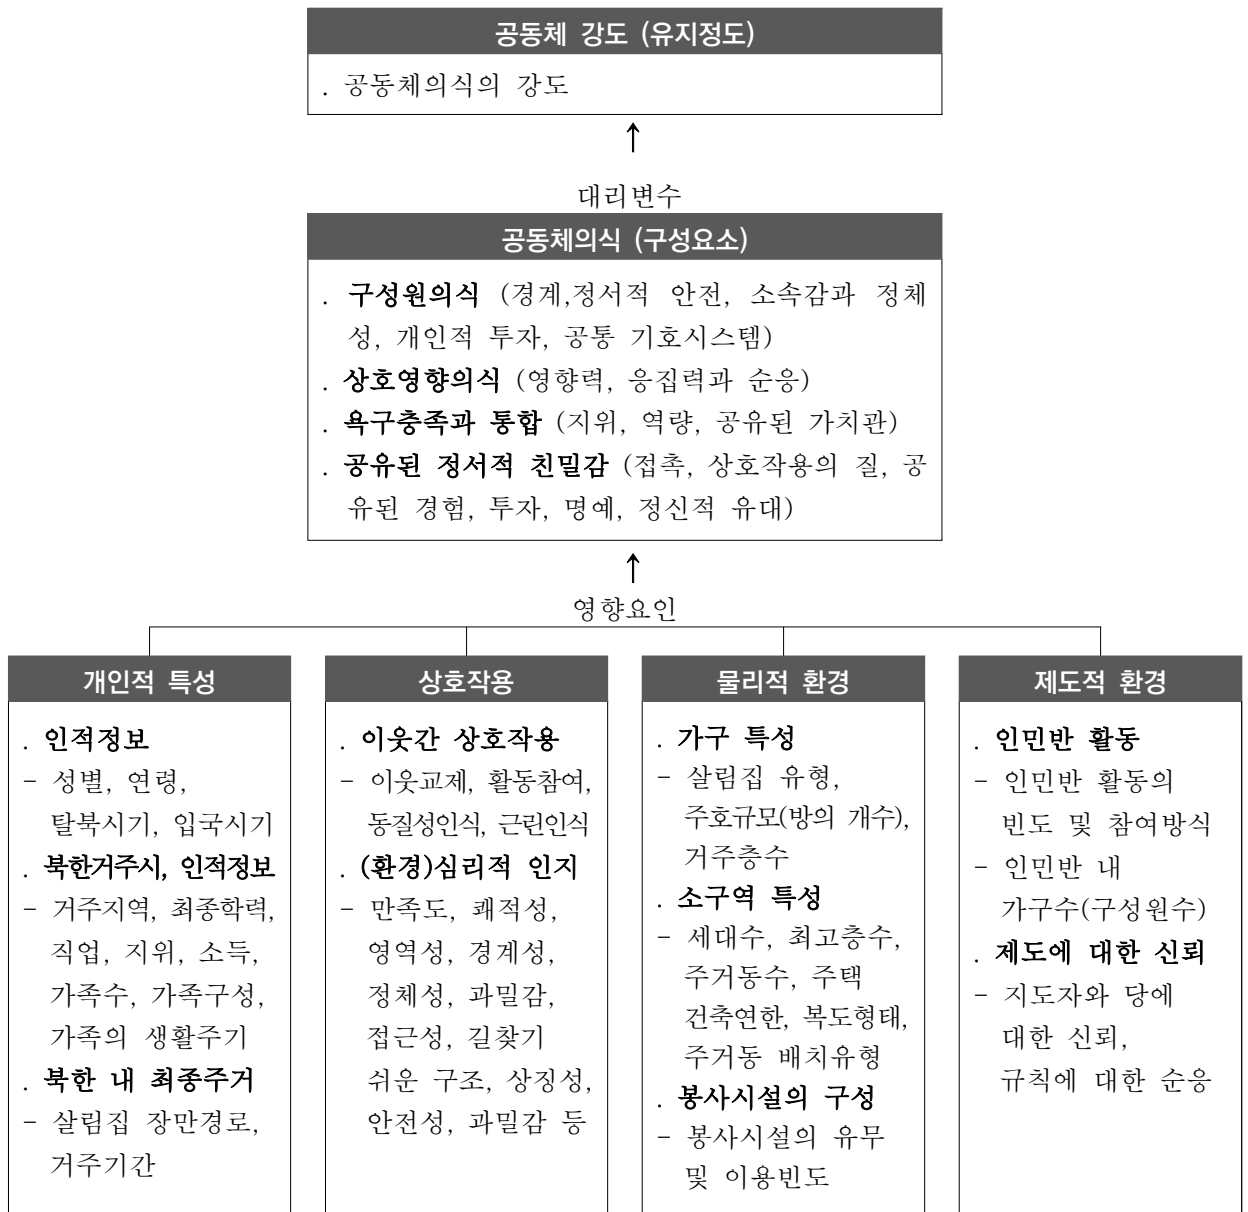 공동체 강도 (유지정도)
. 공동체의식의 강도
↑
대리변수
공동체의식 (구성요소)
. 구성원의식 (경계,정서적 안전, 소속감과 정체
성, 개인적 투자, 공통 기호시스템)
. 상호영향의식 (영향력, 응집력과 순응)
. 욕구충족과 통합 (지위, 역량, 공유된 가치관)
. 공유된 정서적 친밀감 (접촉, 상호작용의 질, 공
유된 경험, 투자, 명예, 정신적 유대)
↑
영향요인
개인적 특성
. 인적정보
- 성별, 연령,
탈북시기, 입국시기
. 북한거주시, 인적정보
- 거주지역, 최종학력,
직업, 지위, 소득,
가족수, 가족구성,
가족의 생활주기
. 북한 내 최종주거
- 살림집 장만경로,
거주기간
상호작용
. 이웃간 상호작용
- 이웃교제, 활동참여,
동질성인식, 근린인식
. (환경)심리적 인지
- 만족도, 쾌적성,
영역성, 경계성,
정체성, 과밀감,
접근성, 길찾기
쉬운 구조, 상징성,
안전성, 과밀감 등
물리적 환경
. 가구 특성
- 살림집 유형,
주호규모(방의 개수),
거주층수
. 소구역 특성
- 세대수, 최고층수,
주거동수, 주택
건축연한, 복도형태,
주거동 배치유형
. 봉사시설의 구성
- 봉사시설의 유무
및 이용빈도
제도적 환경
. 인민반 활동
- 인민반 활동의
빈도 및 참여방식
- 인민반 내
가구수(구성원수)
. 제도에 대한 신뢰
- 지도자와 당에
대한 신뢰,
규칙에 대한 순응